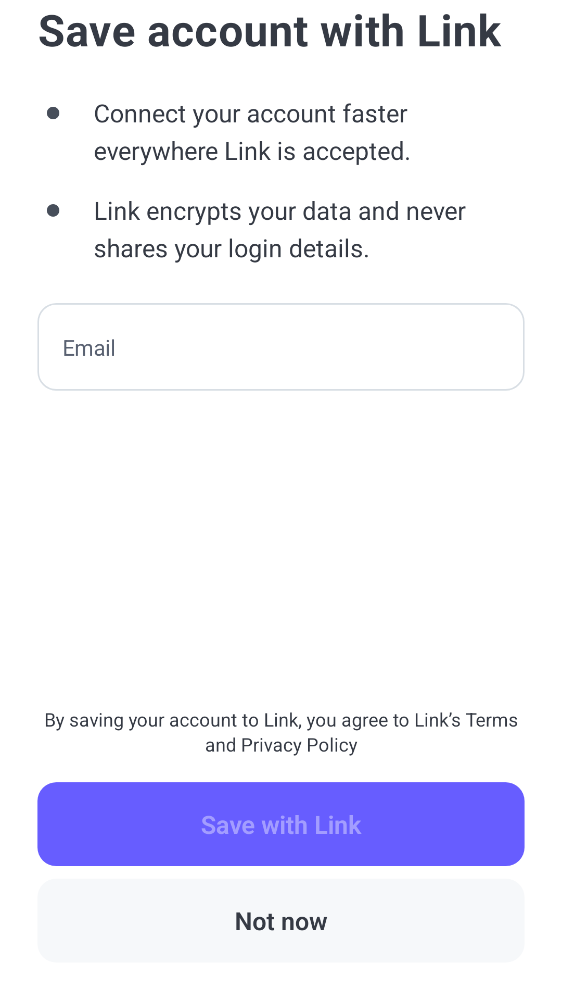 Save account with Link
Connect your account faster
everywhere Link is accepted.
Link encrypts your data and never
shares your login details.
Email
By saving your account to Link, you agree to Link’s Terms
and Privacy Policy
Save with Link
Not now